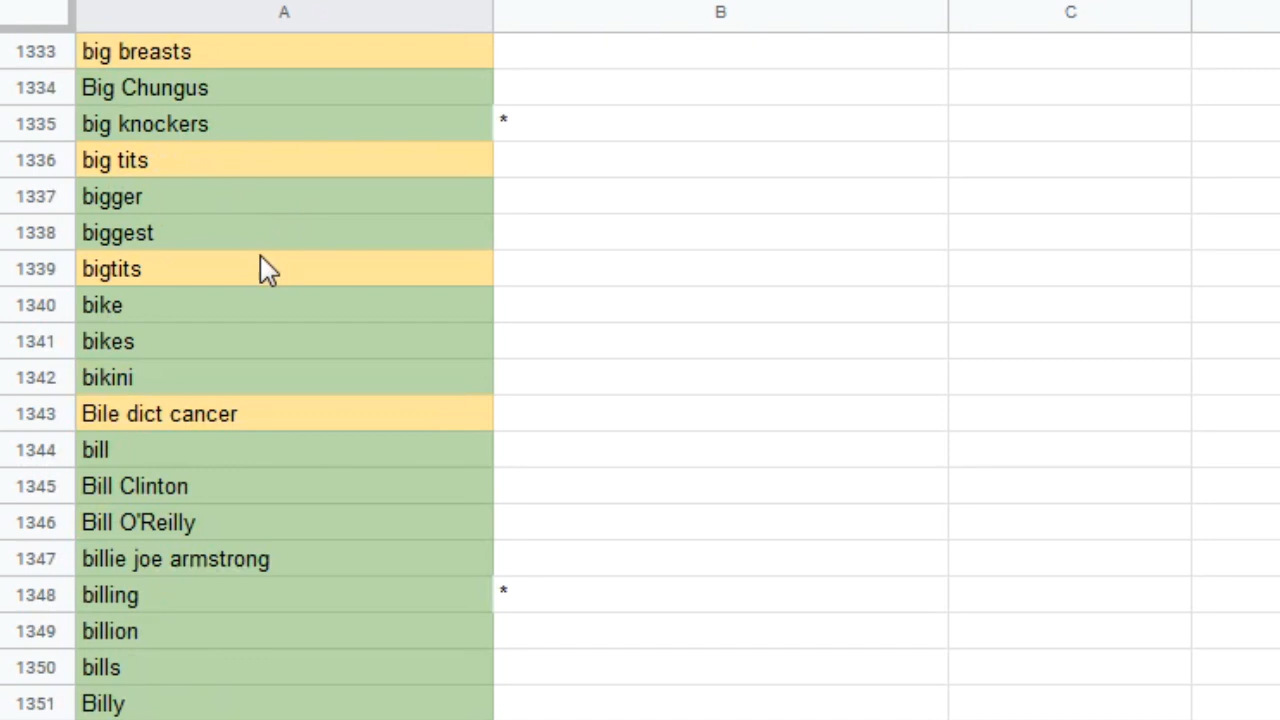 A B C
1333 big breasts
1334 Big Chungus
1335 big knockers *
1336 big tits
1337 bigger
1338 biggest
1339 bigtits
1340 bike
1341 bikes
1342 bikini
1343 Bile dict cancer
1344 bill
1345 Bill Clinton
1346 Bill O'Reilly
1347 billie joe armstrong
1348 billing *
1349 billion
1350 bills
1351 Billy